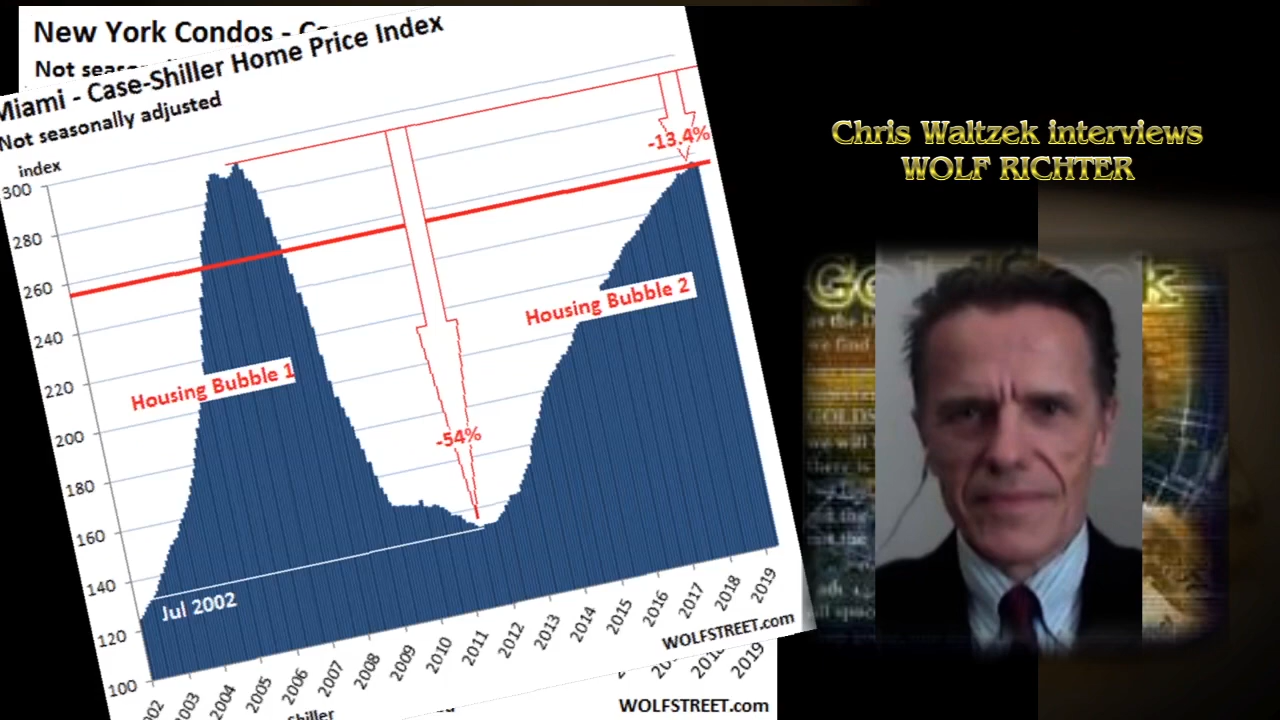 New York Condos -
Not
Miami - Case-Shiller Home Price Index
Not seasonally adjusted
index
300
280
260
240
220
200
180
160
140
120
100
-13.4%
-54%
Housing Bubble 1
Housing Bubble 2
Jul 2002
2004
2005
2006
2007
2008
2009
2010
2011
2012
2013
2014
2015
2016
2017
2018
2019
WOLFSTREET.com
2019
WOLFSTREET.com
Chris Waltzek interviews
WOLF RICHTER